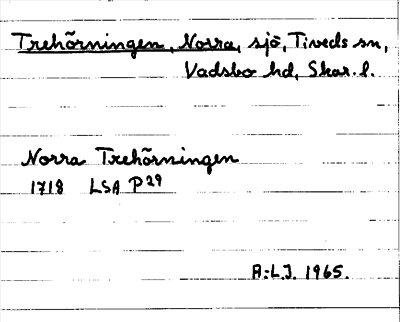 Trehörningen, Norra, sjö, Tiveds sn,
Vadsbo hd, Skar. l.
Norra Trehörningen
1718 LSA P29
A:LJ. 1965.